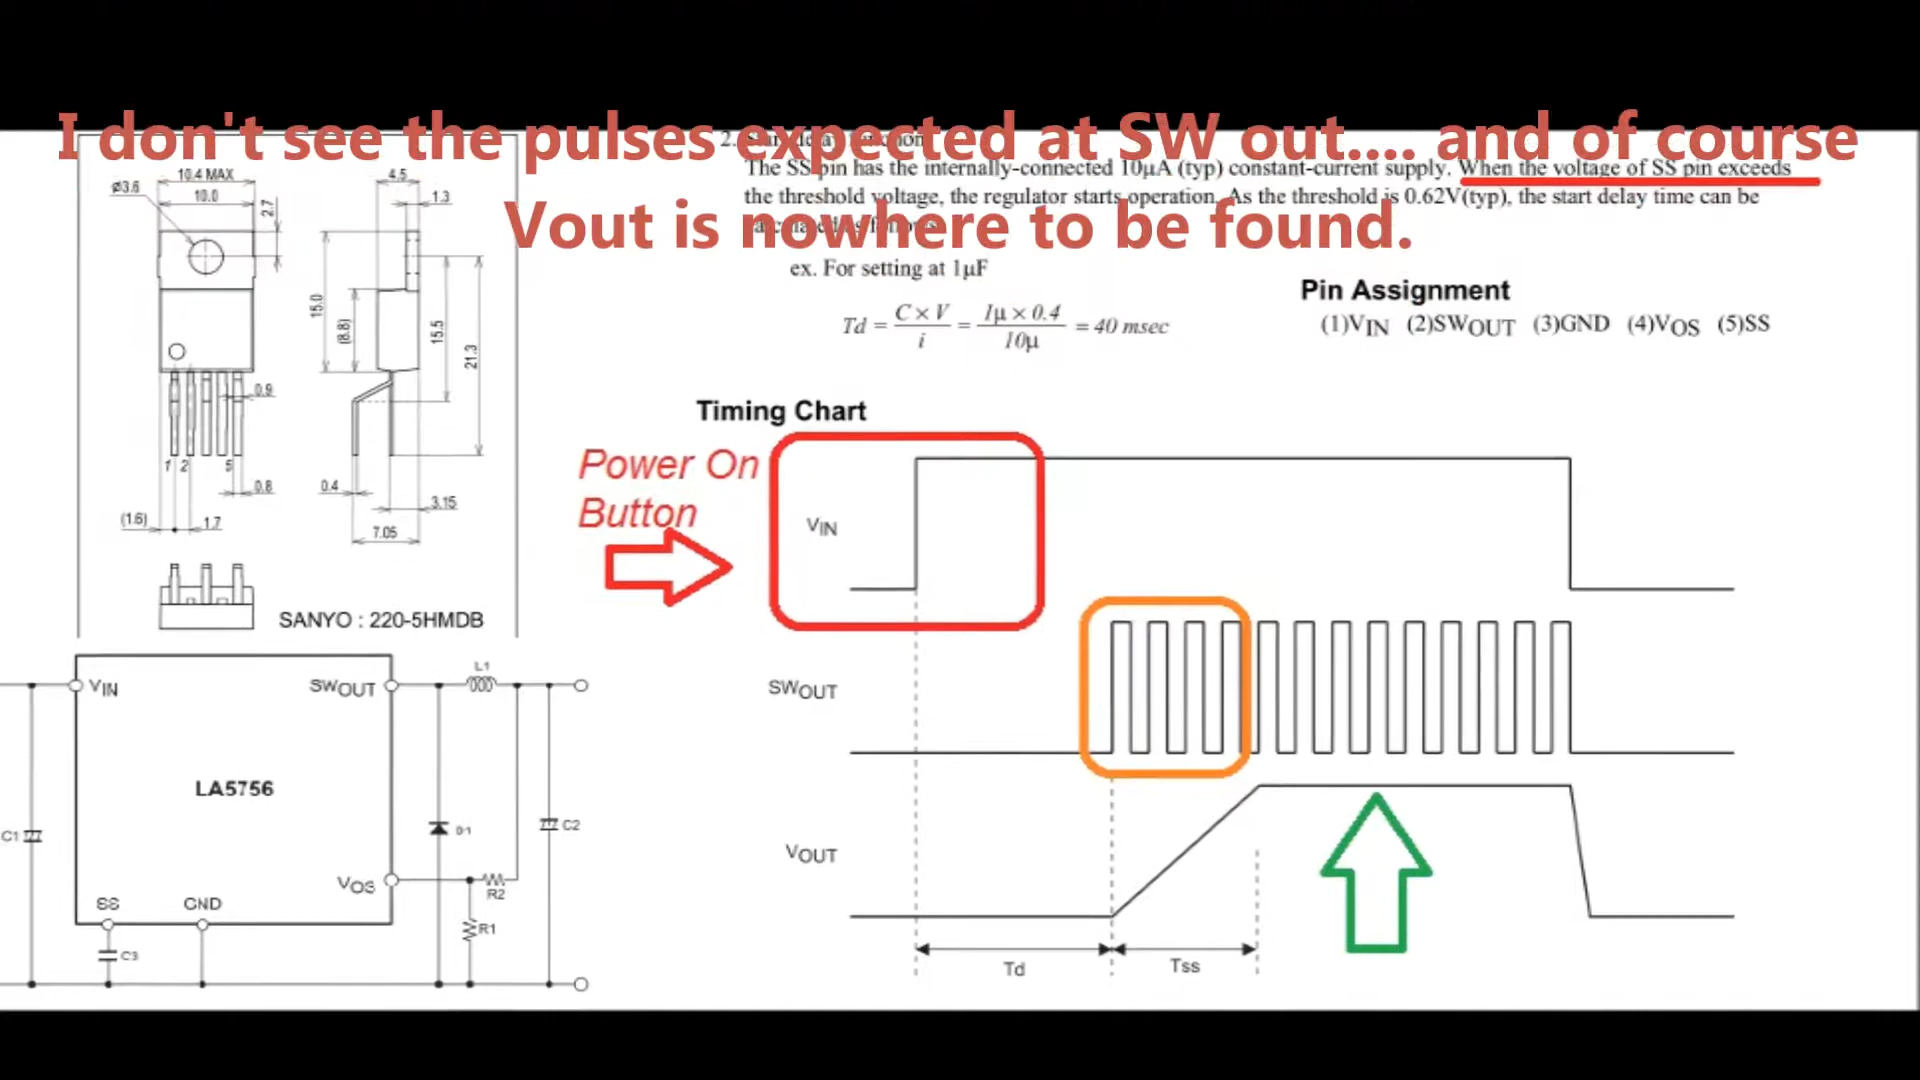 I don't see the pulses expected at SW out.... and of course
Vout is nowhere to be found.
The SS pin has the internally-connected 10µA (typ) constant-current supply. When the voltage of SS pin exceeds
the threshold voltage, the regulator starts operation. As the threshold is 0.62V(typ), the start delay time can be
ex. For setting at 1µF
Td = C × V / i = 1µ × 0.4 / 10µ = 40 msec
Pin Assignment
(1)VIN (2)SWOUT (3)GND (4)VOS (5)SS
10.4 MAX
10.0
ø3.6
2.7
4.5
1.3
15.0
(8.8)
15.5
21.3
0.9
1 2 5
0.8
(1.6)
1.7
0.4
3.15
7.05
SANYO : 220-5HMDB
VIN
SWOUT
L1
LA5756
C1
D1
C2
VOS
R2
R1
SS
GND
C3
Timing Chart
Power On
Button
VIN
SWOUT
VOUT
Td
Tss